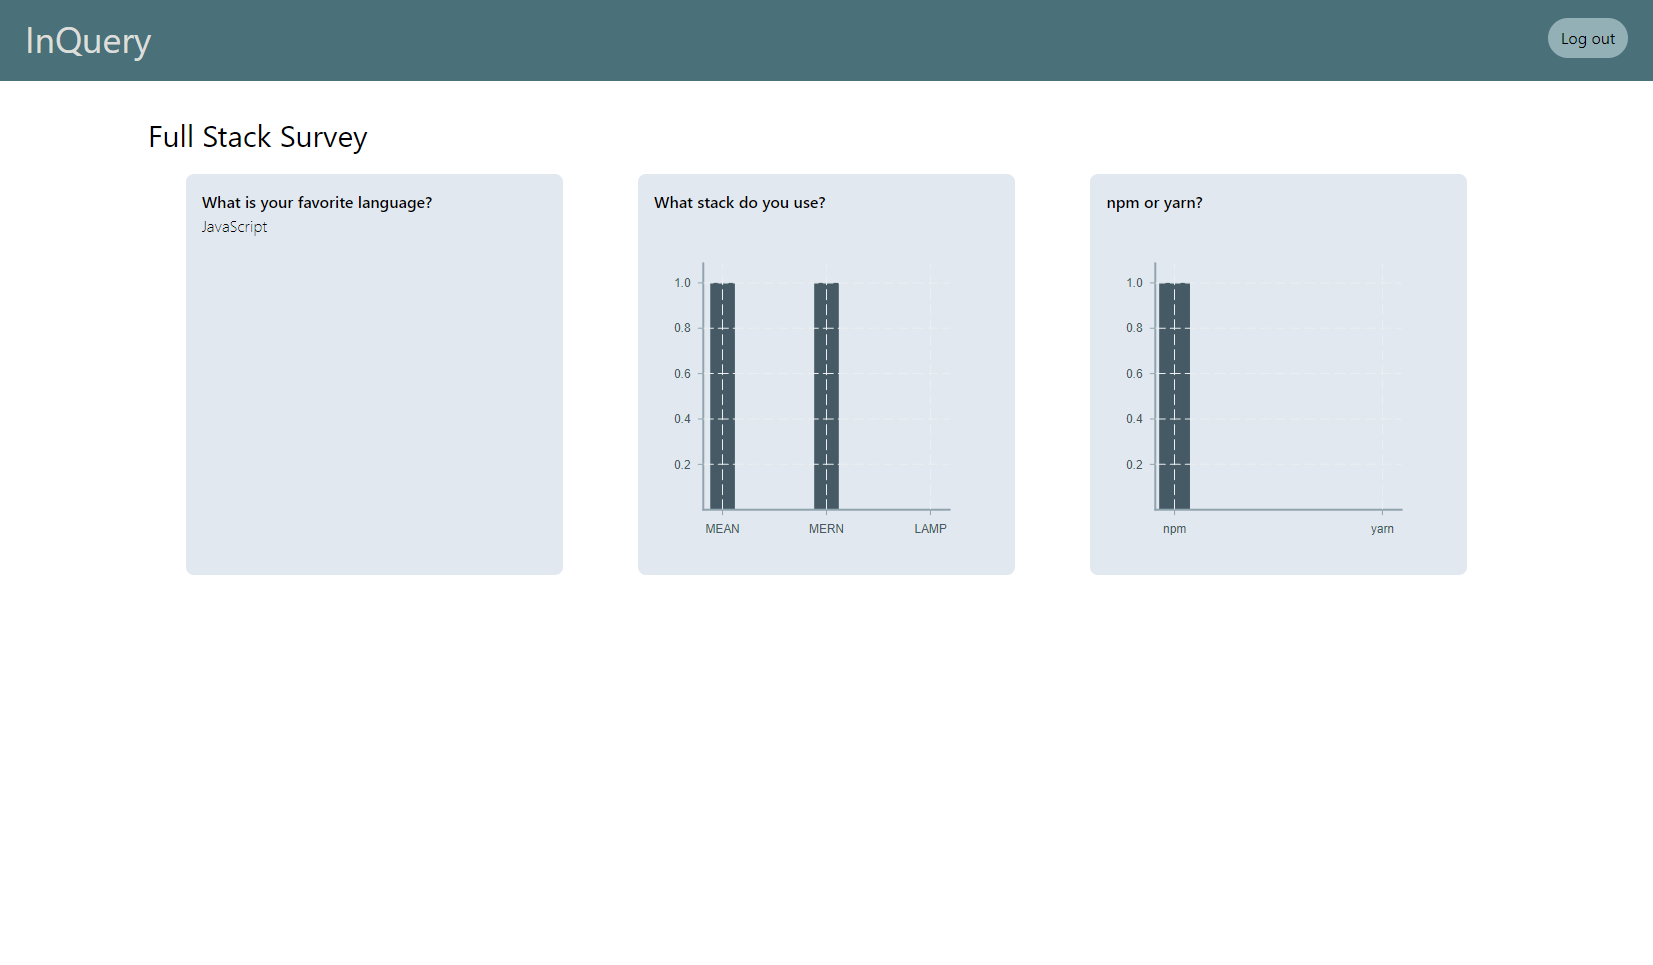 InQuery
Log out
Full Stack Survey
What is your favorite language?
JavaScript
What stack do you use?
1.0
0.8
0.6
0.4
0.2
MEAN MERN LAMP
npm or yarn?
1.0
0.8
0.6
0.4
0.2
npm yarn